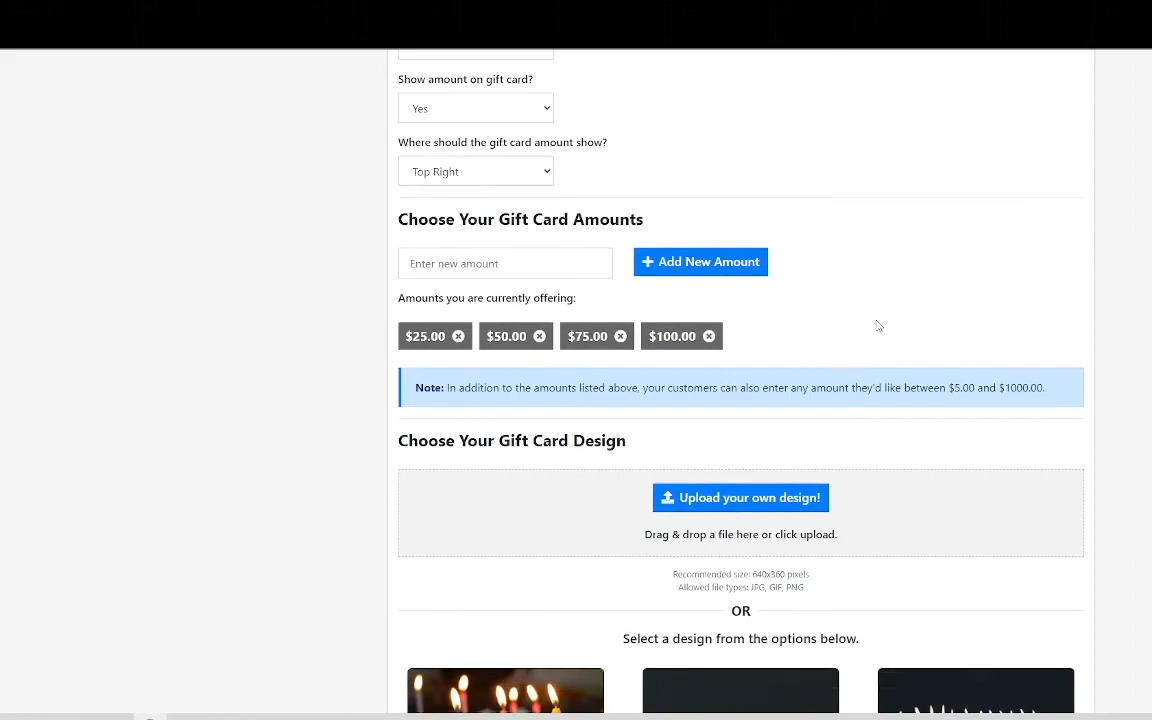 Show amount on gift card?
Yes
Where should the gift card amount show?
Top Right
Choose Your Gift Card Amounts
Enter new amount
Add New Amount
Amounts you are currently offering:
$25.00 $50.00 $75.00 $100.00
Note: In addition to the amounts listed above, your customers can also enter any amount they'd like between $5.00 and $1000.00.
Choose Your Gift Card Design
Upload your own design!
Drag & drop a file here or click upload.
Recommended size: 640x360 pixels
Allowed file types: JPG, GIF, PNG
OR
Select a design from the options below.